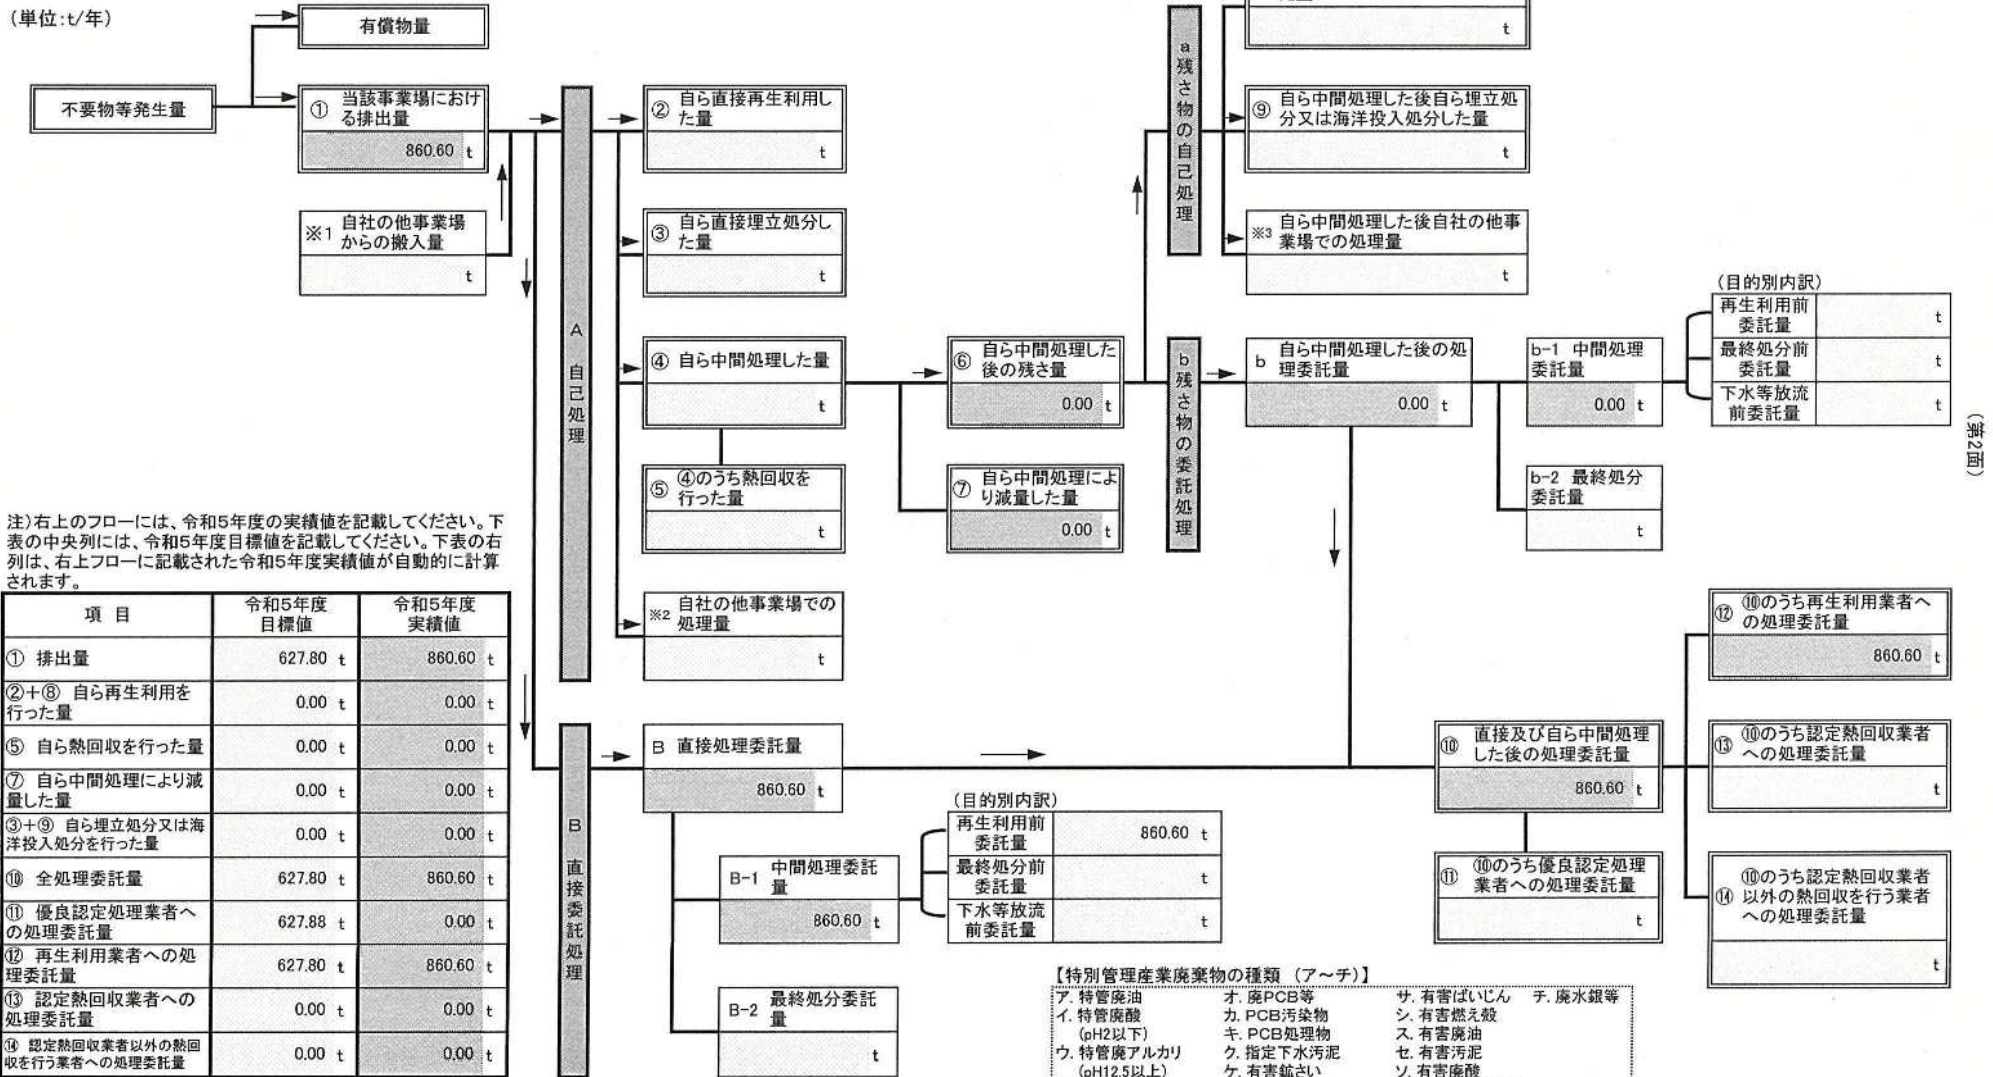 (単位:t/年)
有償物量
不要物等発生量
① 当該事業場におけ
る排出量
860.60 t
※1 自社の他事業場
からの搬入量
t
A 自己処理
② 自ら直接再生利用し
た量
t
③ 自ら直接埋立処分し
た量
t
④ 自ら中間処理した量
t
⑤ ④のうち熱回収を
行った量
t
※2 自社の他事業場での
処理量
t
⑥ 自ら中間処理した
後の残さ量
0.00 t
⑦ 自ら中間処理によ
り減量した量
0.00 t
a 残さ物の自己処理
t
⑨ 自ら中間処理した後自ら埋立処
分又は海洋投入処分した量
t
※3 自ら中間処理した後自社の他事
業場での処理量
t
b 残さ物の委託処理
b 自ら中間処理した後の処
理委託量
0.00 t
b-1 中間処理
委託量
0.00 t
b-2 最終処分
委託量
t
(目的別内訳)
再生利用前
委託量
t
最終処分前
委託量
t
下水等放流
前委託量
t
(第2面)
注)右上のフローには、令和5年度の実績値を記載してください。下
表の中央列には、令和5年度目標値を記載してください。下表の右
列は、右上フローに記載された令和5年度実績値が自動的に計算
されます。
項 目 令和5年度
目標値 令和5年度
実績値
① 排出量 627.80 t 860.60 t
②+⑧ 自ら再生利用を
行った量 0.00 t 0.00 t
⑤ 自ら熱回収を行った量 0.00 t 0.00 t
⑦ 自ら中間処理により減
量した量 0.00 t 0.00 t
③+⑨ 自ら埋立処分又は海
洋投入処分を行った量 0.00 t 0.00 t
⑩ 全処理委託量 627.80 t 860.60 t
⑪ 優良認定処理業者へ
の処理委託量 627.88 t 0.00 t
⑫ 再生利用業者への処
理委託量 627.80 t 860.60 t
⑬ 認定熱回収業者への
処理委託量 0.00 t 0.00 t
⑭ 認定熱回収業者以外の熱回
収を行う業者への処理委託量 0.00 t 0.00 t
B 直接委託処理
B 直接処理委託量
860.60 t
B-1 中間処理委託
量
860.60 t
B-2 最終処分委託
量
t
(目的別内訳)
再生利用前
委託量
860.60 t
最終処分前
委託量
t
下水等放流
前委託量
t
⑩ 直接及び自ら中間処理
した後の処理委託量
860.60 t
⑪ ⑩のうち優良認定処理
業者への処理委託量
t
⑫ ⑩のうち再生利用業者へ
の処理委託量
860.60 t
⑬ ⑩のうち認定熱回収業者
への処理委託量
t
⑭ ⑩のうち認定熱回収業者
以外の熱回収を行う業者
への処理委託量
t
【特別管理産業廃棄物の種類 (ア~チ)】
ア. 特管廃油 オ. 廃PCB等 サ. 有害ばいじん チ. 廃水銀等
イ. 特管廃酸 カ. PCB汚染物 シ. 有害燃え殻
(pH2以下) キ. PCB処理物 ス. 有害廃油
ウ. 特管廃アルカリ ク. 指定下水汚泥 セ. 有害汚泥
(pH12.5以上) ケ. 有害鉱さい ソ. 有害廃酸